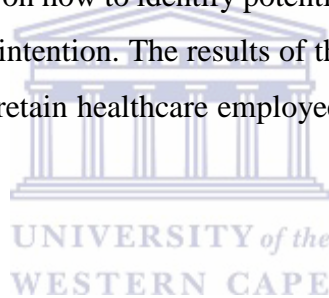 on how to identify potenti
intention. The results of th
retain healthcare employee
UNIVERSITY of the
WESTERN CAPE